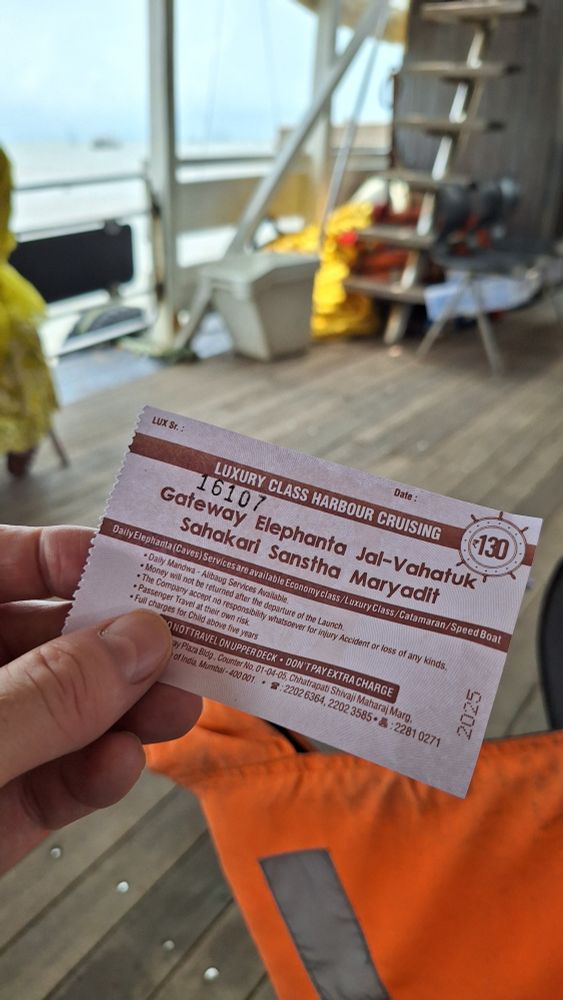 LUX Sr. :
Date :
LUXURY CLASS HARBOUR CRUISING
16107
130
Gateway Elephanta Jal-Vahatuk
Sahakari Sanstha Maryadit
Daily Elephanta (Caves) Services are available Economy class / Luxury Class / Catamaran / Speed Boat
• Daily Mandwa - Alibaug Services Available.
• Money will not be returned after the departure of the Launch.
• The Company accept no responsibility whatsoever for injury Accident or loss of any kinds.
• Passenger Travel at their own risk.
• Full charges for Child above five years
NOT TRAVEL ON UPPER DECK • DON'T PAY EXTRA CHARGE
Plaza Bldg., Counter No. 01-04-05, Chhatrapati Shivaji Maharaj Marg,
of India, Mumbai - 400 001. • ☎ : 2202 6364, 2202 3585 • : 2281 0271
2025